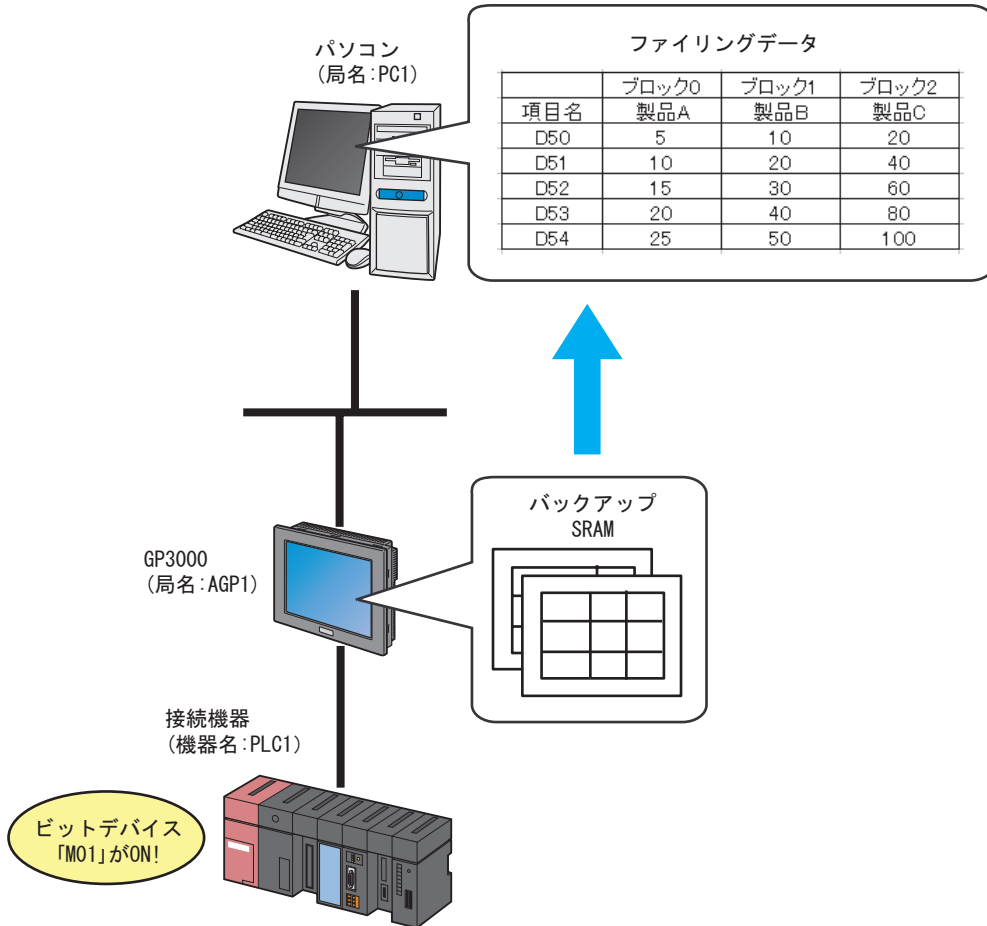 パソコン
（局名：PC1）
ファイリングデータ
ブロック0 ブロック1 ブロック2
項目名 製品A 製品B 製品C
D50 5 10 20
D51 10 20 40
D52 15 30 60
D53 20 40 80
D54 25 50 100
バックアップ
SRAM
GP3000
（局名：AGP1）
接続機器
（機器名：PLC1）
ビットデバイス
「M01」がON!